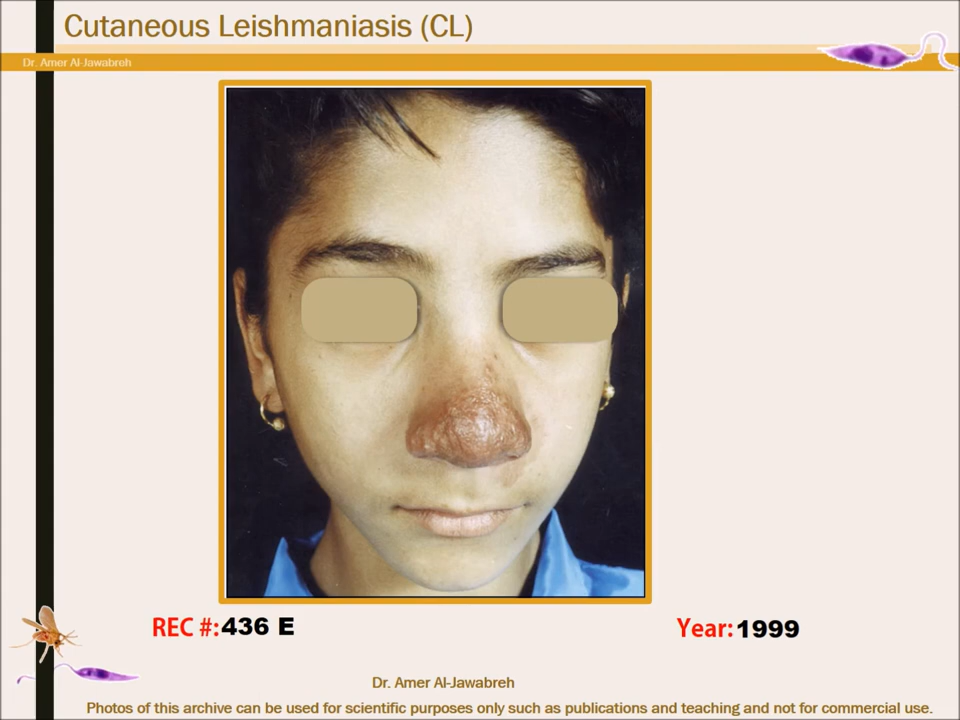 Cutaneous Leishmaniasis (CL)
Dr. Amer Al-Jawabreh
REC #:436 E
Year:1999
Dr. Amer Al-Jawabreh
Photos of this archive can be used for scientific purposes only such as publications and teaching and not for commercial use.